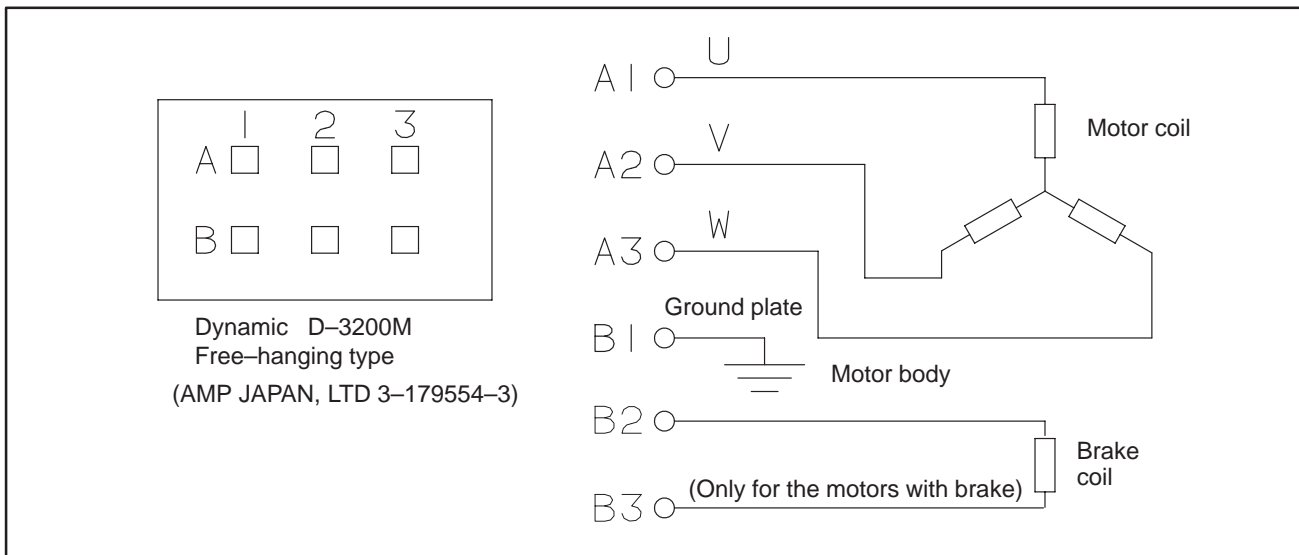 1 2 3
A
B
Dynamic D–3200M
Free–hanging type
(AMP JAPAN, LTD 3–179554–3)
A1 U
Motor coil
A2 V
A3 W
Ground plate
B1
Motor body
B2
Brake
coil
(Only for the motors with brake)
B3